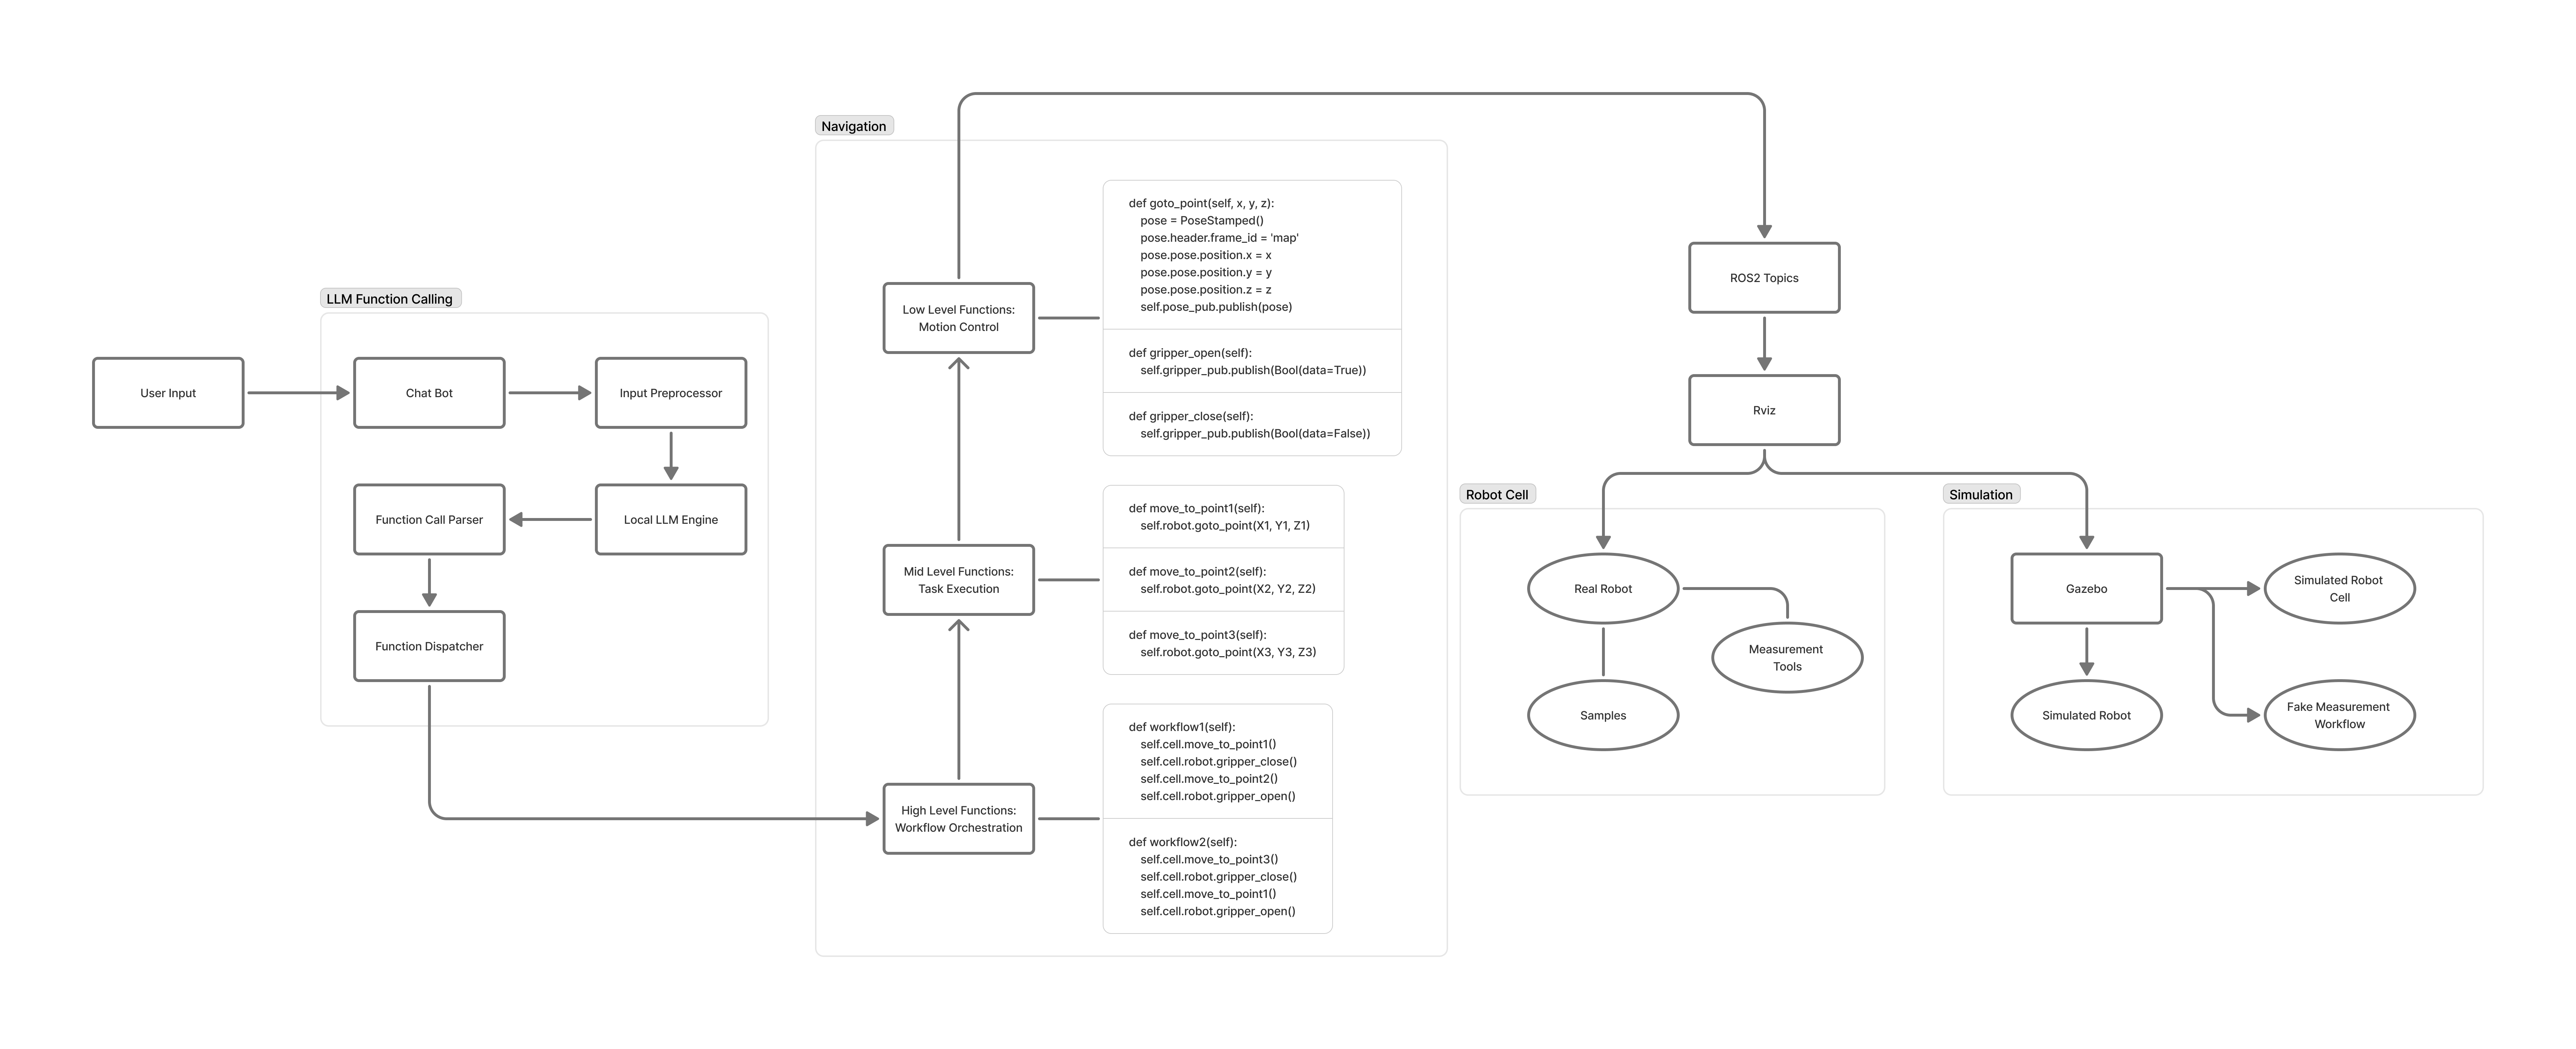 User Input
LLM Function Calling
Chat Bot
Input Preprocessor
Local LLM Engine
Function Call Parser
Function Dispatcher
Navigation
Low Level Functions:
Motion Control
def goto_point(self, x, y, z):
    pose = PoseStamped()
    pose.header.frame_id = 'map'
    pose.pose.position.x = x
    pose.pose.position.y = y
    pose.pose.position.z = z
    self.pose_pub.publish(pose)
def gripper_open(self):
    self.gripper_pub.publish(Bool(data=True))
def gripper_close(self):
    self.gripper_pub.publish(Bool(data=False))
Mid Level Functions:
Task Execution
def move_to_point1(self):
    self.robot.goto_point(X1, Y1, Z1)
def move_to_point2(self):
    self.robot.goto_point(X2, Y2, Z2)
def move_to_point3(self):
    self.robot.goto_point(X3, Y3, Z3)
High Level Functions:
Workflow Orchestration
def workflow1(self):
    self.cell.move_to_point1()
    self.cell.robot.gripper_close()
    self.cell.move_to_point2()
    self.cell.robot.gripper_open()
def workflow2(self):
    self.cell.move_to_point3()
    self.cell.robot.gripper_close()
    self.cell.move_to_point1()
    self.cell.robot.gripper_open()
ROS2 Topics
Rviz
Robot Cell
Real Robot
Measurement
Tools
Samples
Simulation
Gazebo
Simulated Robot
Cell
Simulated Robot
Fake Measurement
Workflow